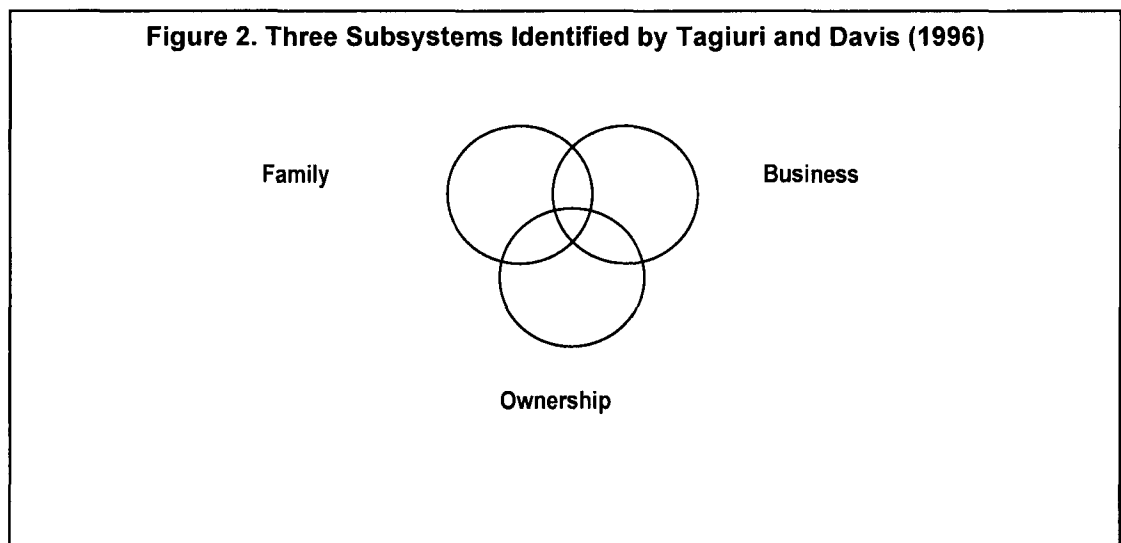 Figure 2. Three Subsystems Identified by Tagiuri and Davis (1996)
Family
Business
Ownership